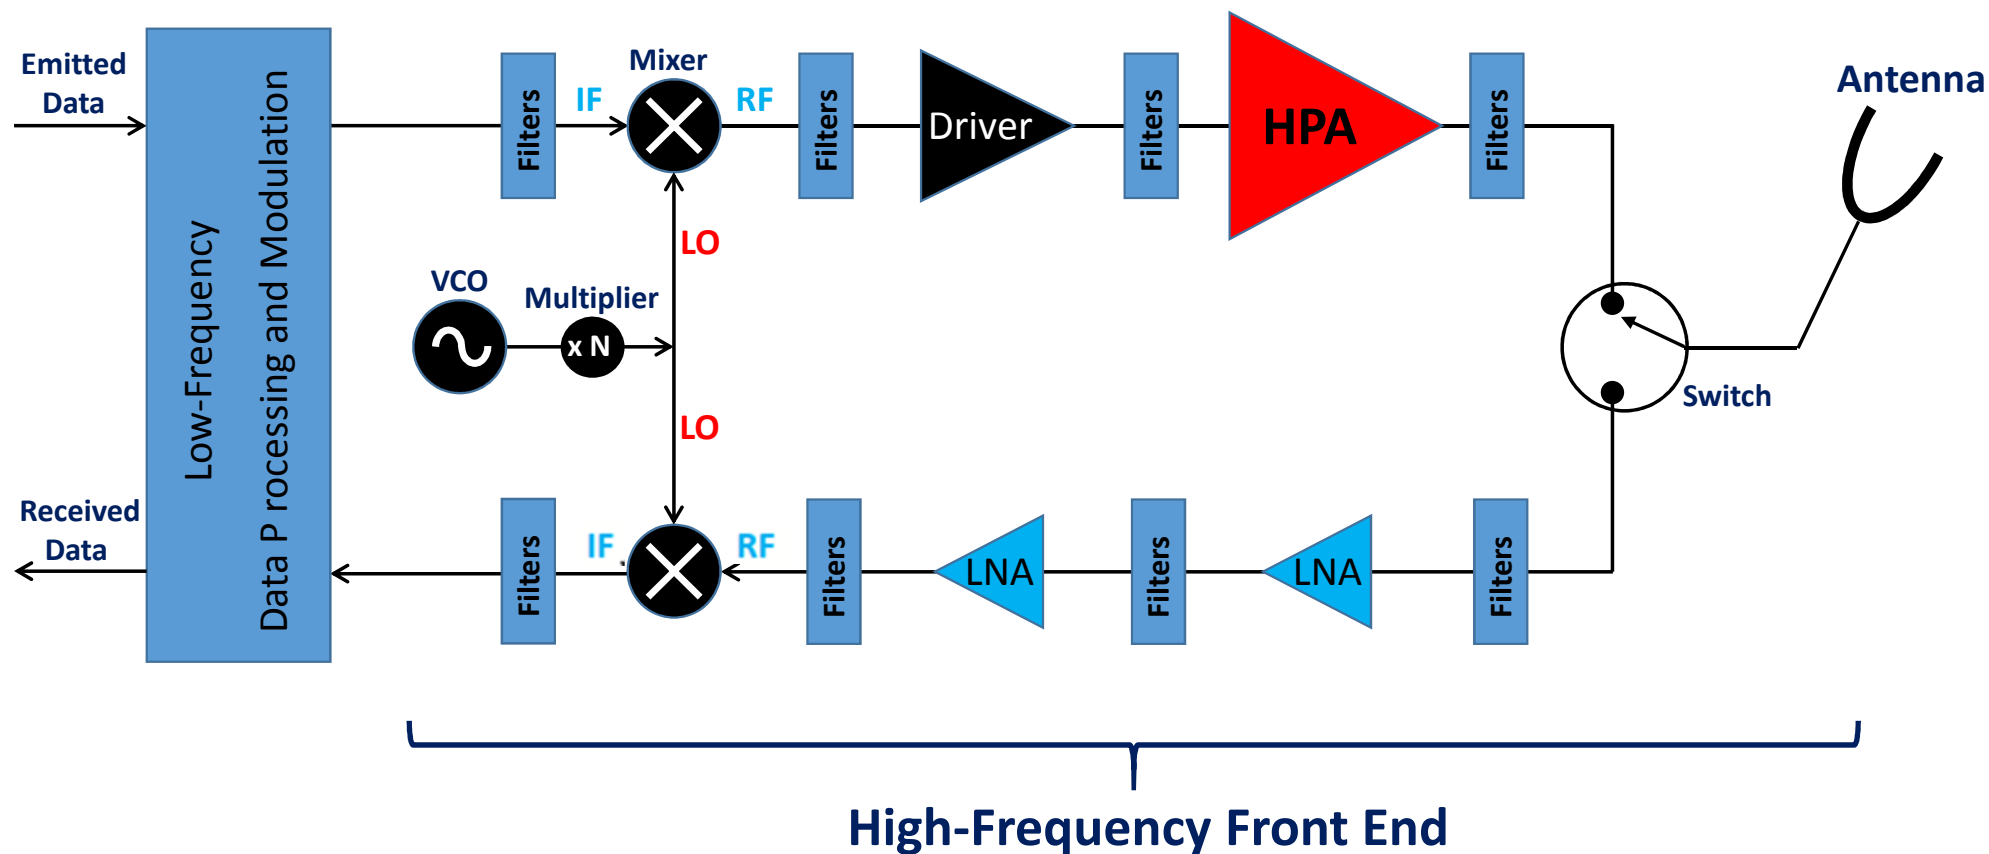 Emitted
Data
Low-Frequency
Data P rocessing and Modulation
Filters
IF
Mixer
RF
Filters
Driver
Filters
HPA
Filters
Antenna
LO
VCO
Multiplier
x N
LO
Switch
Received
Data
Filters
IF
RF
Filters
LNA
Filters
LNA
Filters
High-Frequency Front End